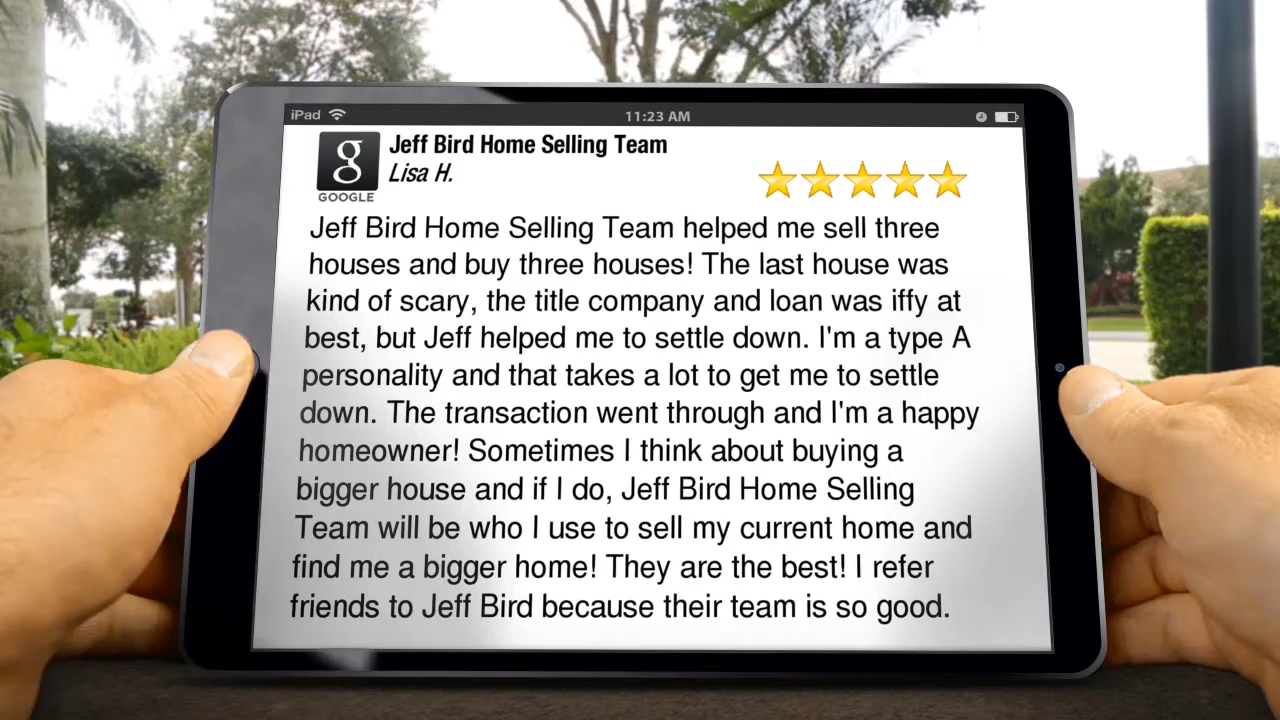 iPad 11:23 AM
g
GOOGLE
Jeff Bird Home Selling Team
Lisa H.
Jeff Bird Home Selling Team helped me sell three
houses and buy three houses! The last house was
kind of scary, the title company and loan was iffy at
best, but Jeff helped me to settle down. I'm a type A
personality and that takes a lot to get me to settle
down. The transaction went through and I'm a happy
homeowner! Sometimes I think about buying a
bigger house and if I do, Jeff Bird Home Selling
Team will be who I use to sell my current home and
find me a bigger home! They are the best! I refer
friends to Jeff Bird because their team is so good.